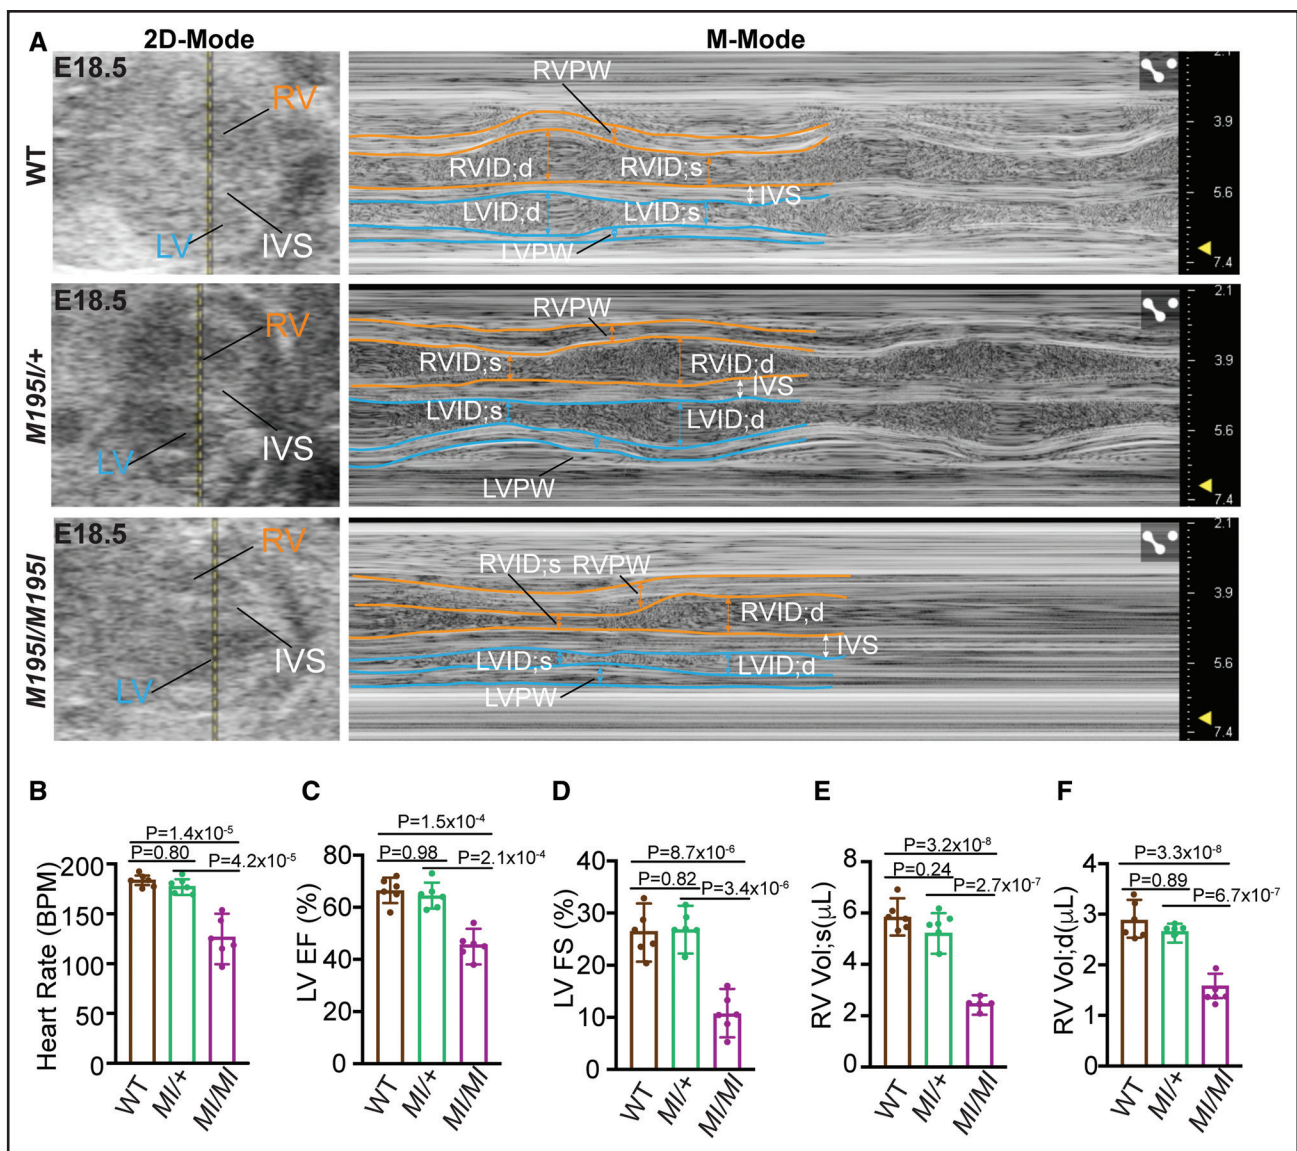 A
2D-Mode
M-Mode
WT
E18.5
RV
LV
IVS
RVPW
RVID;d
RVID;s
IVS
LVID;d
LVID;s
LVPW
2.1
3.9
5.6
7.4
M195I/+
E18.5
RV
LV
IVS
RVPW
RVID;s
RVID;d
IVS
LVID;s
LVID;d
LVPW
2.1
3.9
5.6
7.4
M195I/M195I
E18.5
RV
LV
IVS
RVID;s
RVPW
RVID;d
IVS
LVID;s
LVID;d
LVPW
2.1
3.9
5.6
7.4
B
P=1.4x10-5
P=0.80
P=4.2x10-5
Heart Rate (BPM)
200
150
100
50
0
WT
MI/+
MI/MI
C
P=1.5x10-4
P=0.98
P=2.1x10-4
LV EF (%)
80
60
40
20
0
WT
MI/+
MI/MI
D
P=8.7x10-6
P=0.82
P=3.4x10-6
LV FS (%)
40
30
20
10
0
WT
MI/+
MI/MI
E
P=3.2x10-8
P=0.24
P=2.7x10-7
RV Vol;s(μL)
8
6
4
2
0
WT
MI/+
MI/MI
F
P=3.3x10-8
P=0.89
P=6.7x10-7
RV Vol;d(μL)
4
3
2
1
0
WT
MI/+
MI/MI